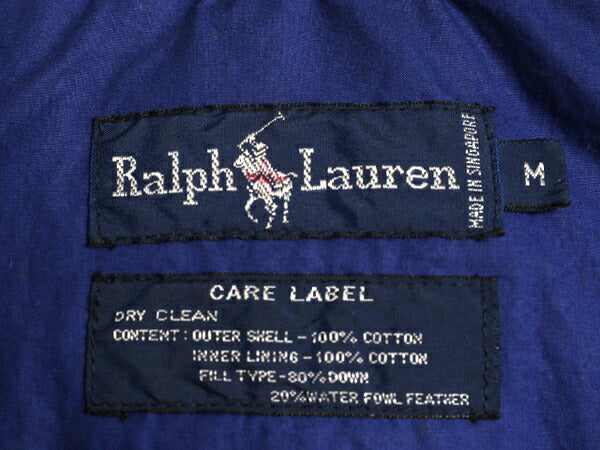 Ralph Lauren
MADE IN SINGAPORE
M
CARE LABEL
DRY CLEAN
CONTENT: OUTER SHELL-100% COTTON
INNER LINING-100% COTTON
FILL TYPE-80% DOWN
20% WATER FOWL FEATHER